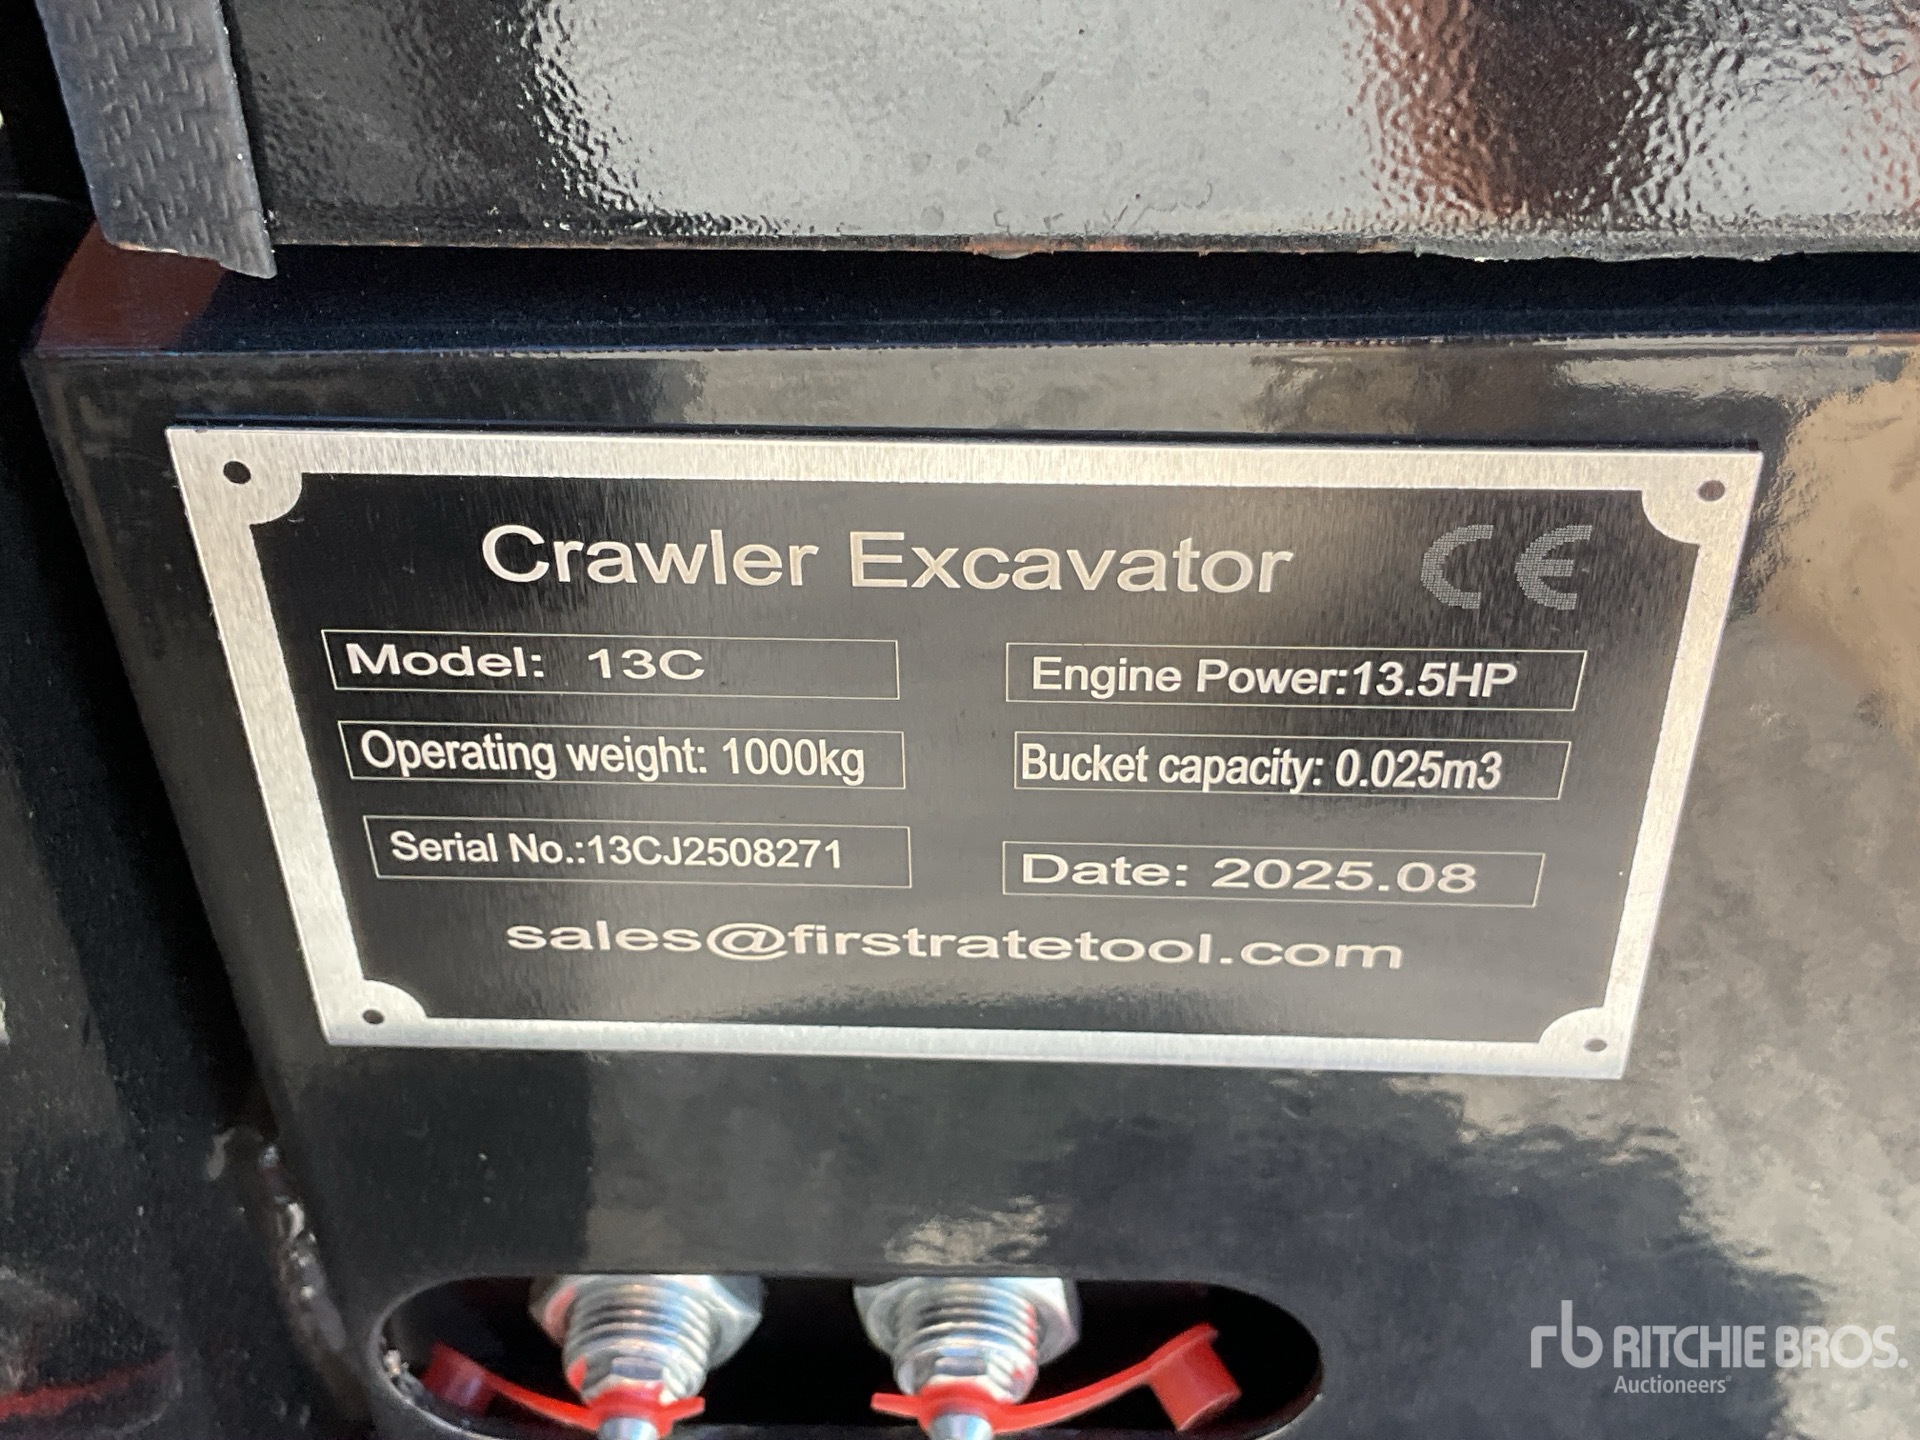 Crawler Excavator CE
Model: 13C
Engine Power:13.5HP
Operating weight: 1000kg
Bucket capacity: 0.025m3
Serial No.:13CJ2508271
Date: 2025.08
sales@firstratetool.com
rb RITCHIE BROS.
Auctioneers